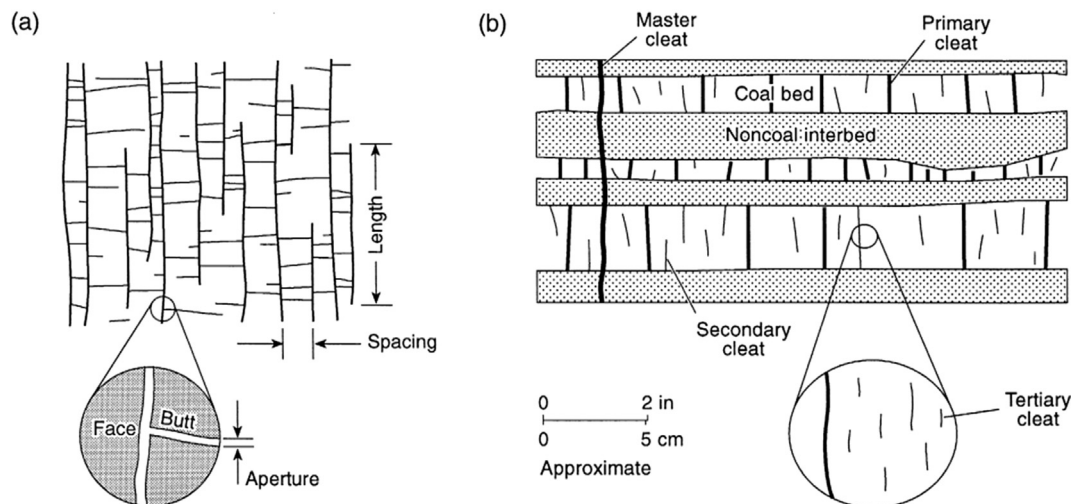 (a)
Length
Spacing
Face
Butt
Aperture
(b)
Master
cleat
Primary
cleat
Coal bed
Noncoal interbed
Secondary
cleat
Tertiary
cleat
0 2 in
0 5 cm
Approximate